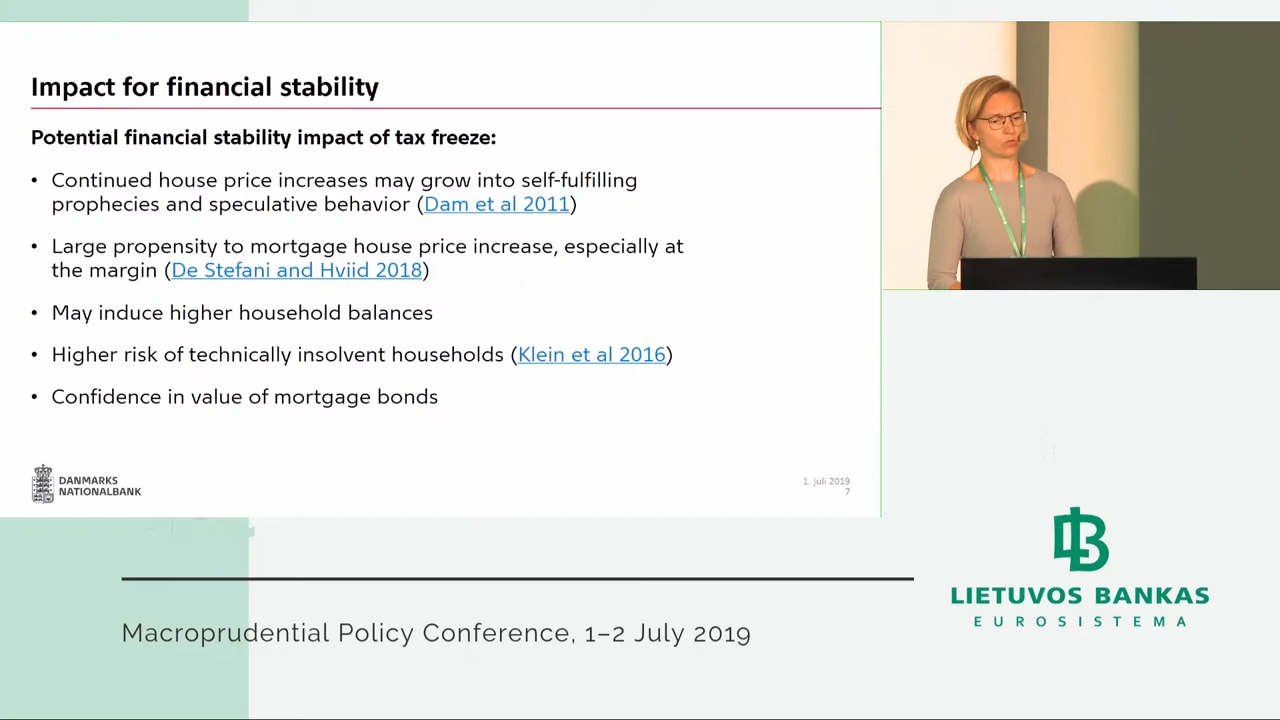 Impact for financial stability
Potential financial stability impact of tax freeze:
• Continued house price increases may grow into self-fulfilling
prophecies and speculative behavior (Dam et al 2011)
• Large propensity to mortgage house price increase, especially at
the margin (De Stefani and Hviid 2018)
• May induce higher household balances
• Higher risk of technically insolvent households (Klein et al 2016)
• Confidence in value of mortgage bonds
DANMARKS
NATIONALBANK
1. juli 2019
7
LIETUVOS BANKAS
EUROSISTEMA
Macroprudential Policy Conference, 1–2 July 2019